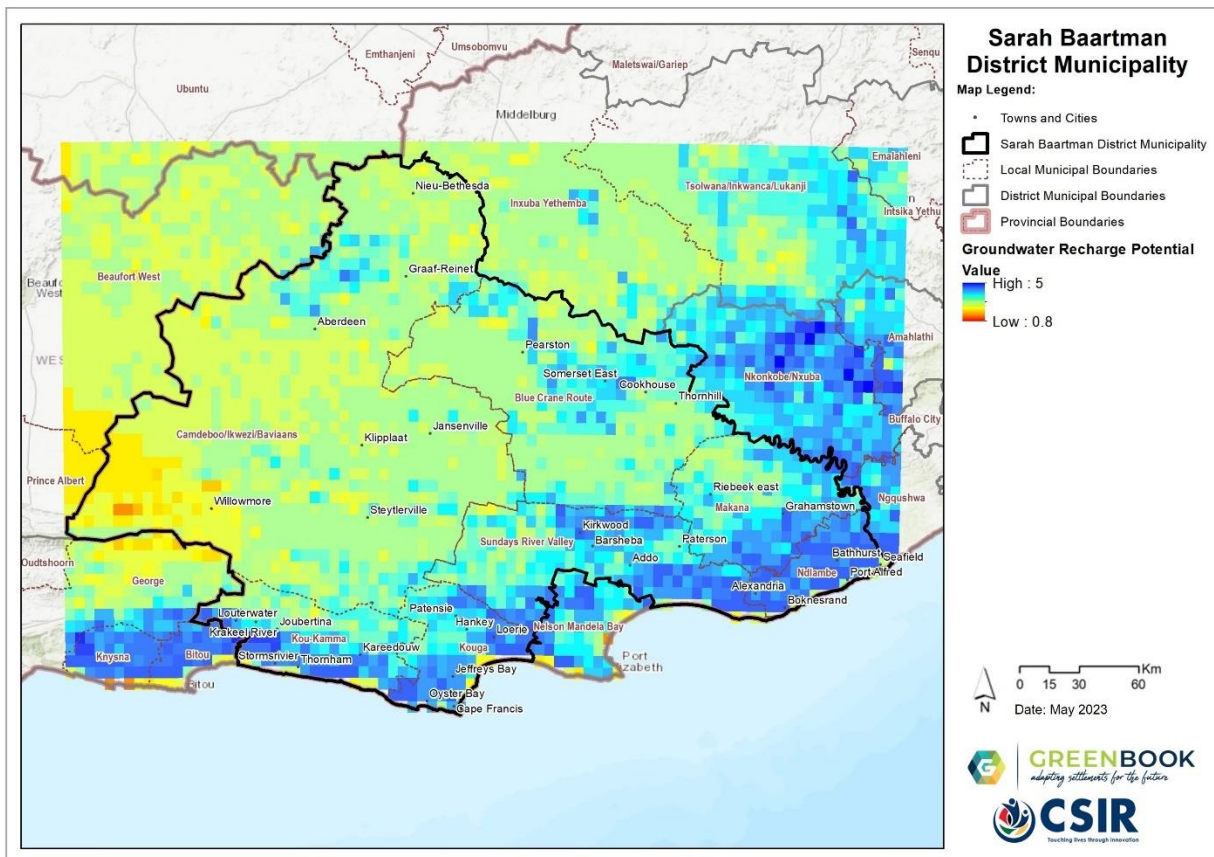 Umsobomvu
Emthanjeni
Senqu
Maletswai/Gariep
Ubuntu
Middelburg
Emalahleni
Nieu-Bethesda
Tsolwana/Inkwanca/Lukanji
Inxuba Yethemba
Intsika Yethu
Beaufort West
Graaf-Reinet
West
Aberdeen
Amahlathi
Pearston
Somerset East
Nkonkobe/Nxuba
Cookhouse
Blue Crane Route
Thornhill
Buffalo City
Jansenville
Camdeboo/Ikwezi/Baviaans
Klipplaat
Prince Albert
Ngqushwa
Riebeek east
Willowmore
Makana
Grahamstown
Steytlerville
Kirkwood
Sundays River Valley
Barsheba
Paterson
Bathhurst
Seafield
Oudtshoorn
Addo
Ndlambe
Port Alfred
George
Alexandria
Boknesrand
Louterwater
Patensie
Joubertina
Hankey
Nelson Mandela Bay
Krakeel River
Loerie
Kou-Kamma
Kareedouw
Kouga
Knysna
Bitou
Stormsrivier
Thornham
Port
Elizabeth
Jeffreys Bay
Bitou
Oyster Bay
Cape Francis
Sarah Baartman
District Municipality
Map Legend:
Towns and Cities
Sarah Baartman District Municipality
Local Municipal Boundaries
District Municipal Boundaries
Provincial Boundaries
Groundwater Recharge Potential
Value
High : 5
Low : 0.8
Km
0 15 30 60
N
Date: May 2023
G
GREENBOOK
adapting settlements for the future
CSIR
Touching lives through innovation